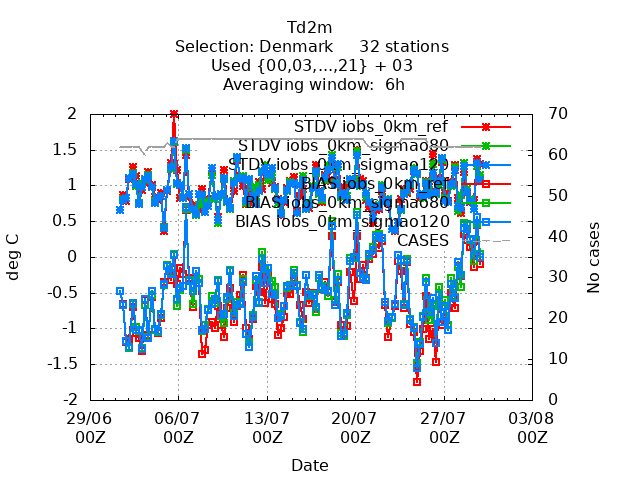 Td2m
Selection: Denmark 32 stations
Used {00,03,...,21} + 03
Averaging window: 6h
2
1.5
1
0.5
0
-0.5
-1
-1.5
-2
deg C
70
60
50
40
30
20
10
0
No cases
STDV iobs_0km_ref
STDV iobs_0km_sigmao80
STDV iobs_0km_sigmao120
BIAS iobs_0km_ref
BIAS iobs_0km_sigmao80
BIAS iobs_0km_sigmao120
CASES
29/06 06/07 13/07 20/07 27/07 03/08
00Z 00Z 00Z 00Z 00Z 00Z
Date